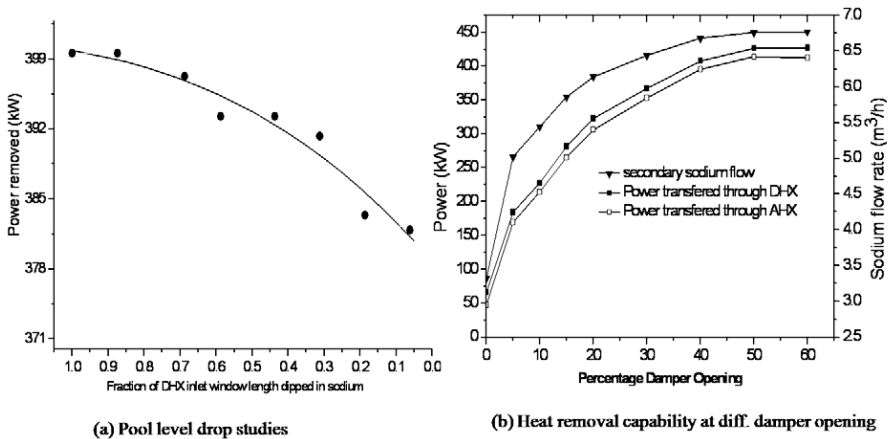 Power removed (kW)
399
392
385
378
371
1.0 0.9 0.8 0.7 0.6 0.5 0.4 0.3 0.2 0.1 0.0
Fraction of DHX inlet window length dipped in sodium
(a) Pool level drop studies
Power (kW)
450
400
350
300
250
200
150
100
50
0
secondary sodium flow
Power transfered through DHX
Power transfered through AHX
7.0
6.5
6.0
5.5
5.0
4.5
4.0
3.5
3.0
2.5
Sodium flow rate (m³/h)
0 10 20 30 40 50 60
Percentage Damper Opening
(b) Heat removal capability at diff. damper opening